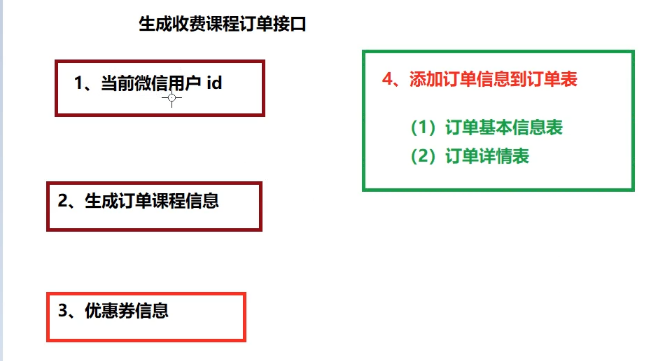 生成收费课程订单接口
1、当前微信用户 id
2、生成订单课程信息
3、优惠券信息
4、添加订单信息到订单表
（1）订单基本信息表
（2）订单详情表